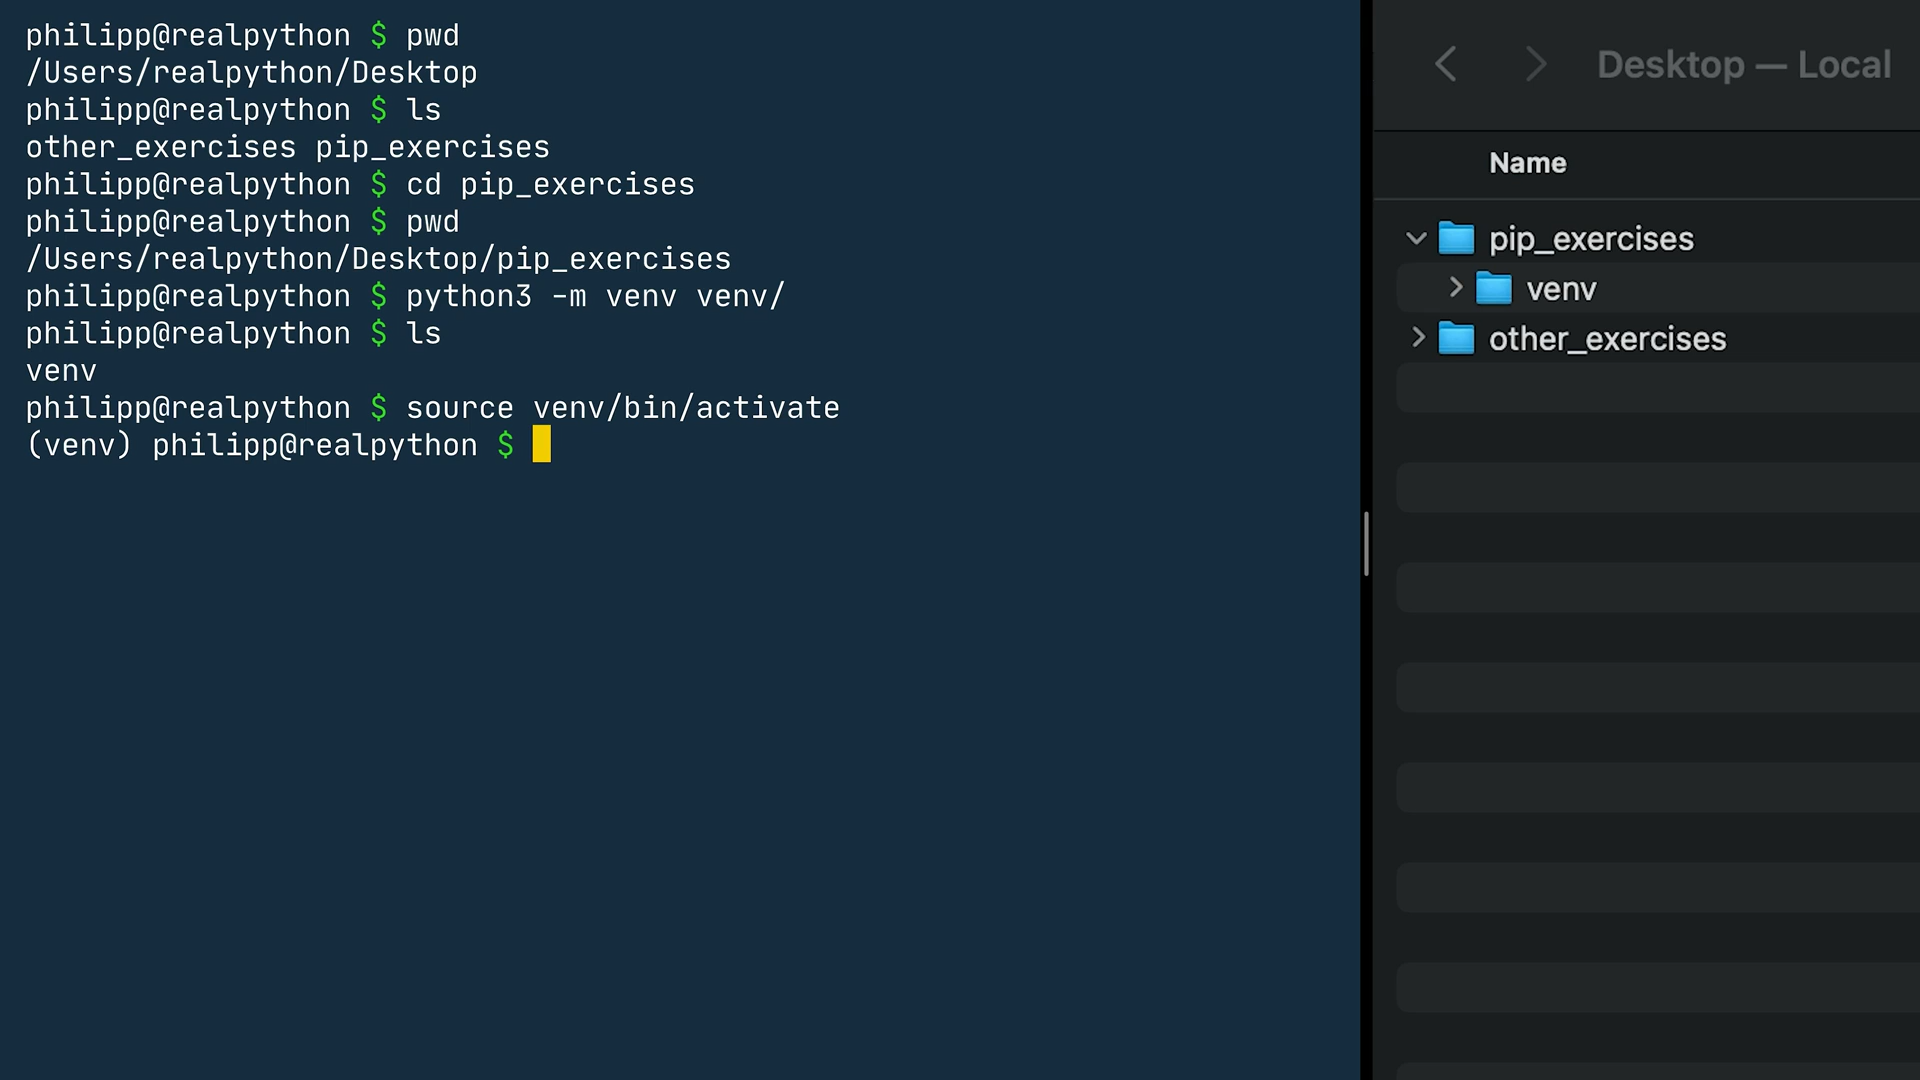 philipp@realpython $ pwd
/Users/realpython/Desktop
philipp@realpython $ ls
other_exercises pip_exercises
philipp@realpython $ cd pip_exercises
philipp@realpython $ pwd
/Users/realpython/Desktop/pip_exercises
philipp@realpython $ python3 -m venv venv/
philipp@realpython $ ls
venv
philipp@realpython $ source venv/bin/activate
(venv) philipp@realpython $
Desktop — Local
Name
pip_exercises
venv
other_exercises